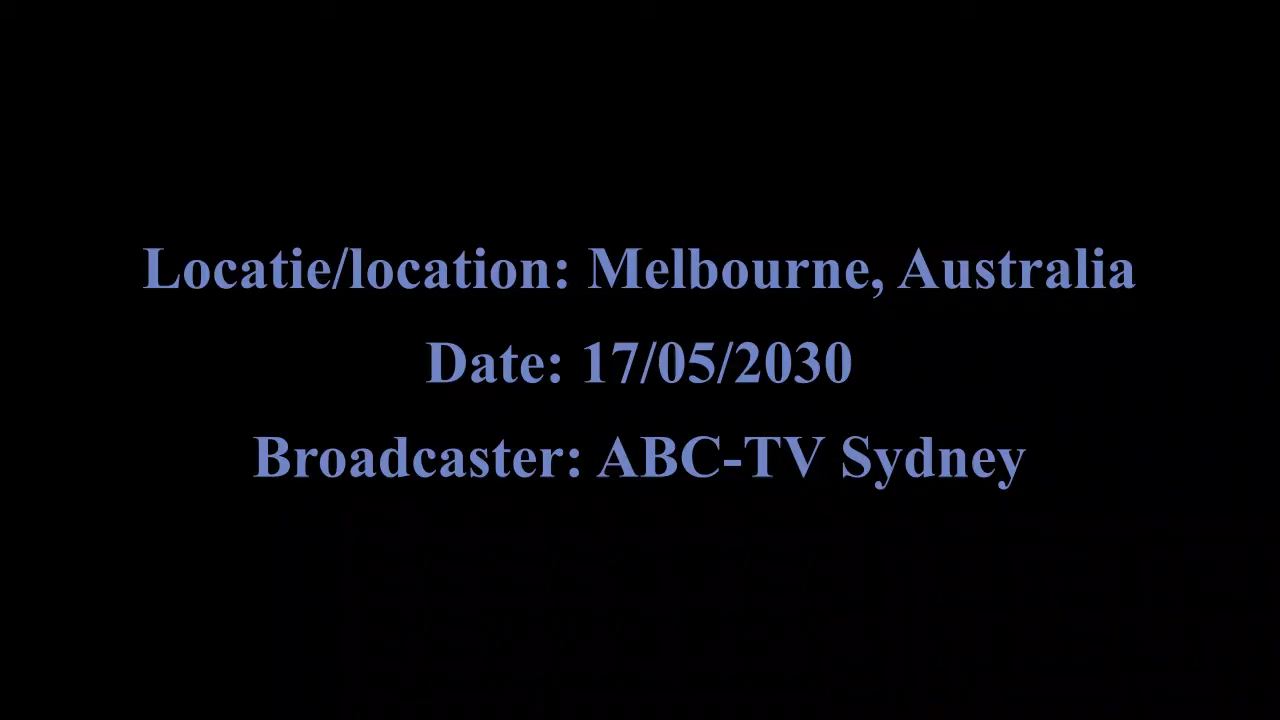 Locatie/location: Melbourne, Australia
Date: 17/05/2030
Broadcaster: ABC-TV Sydney